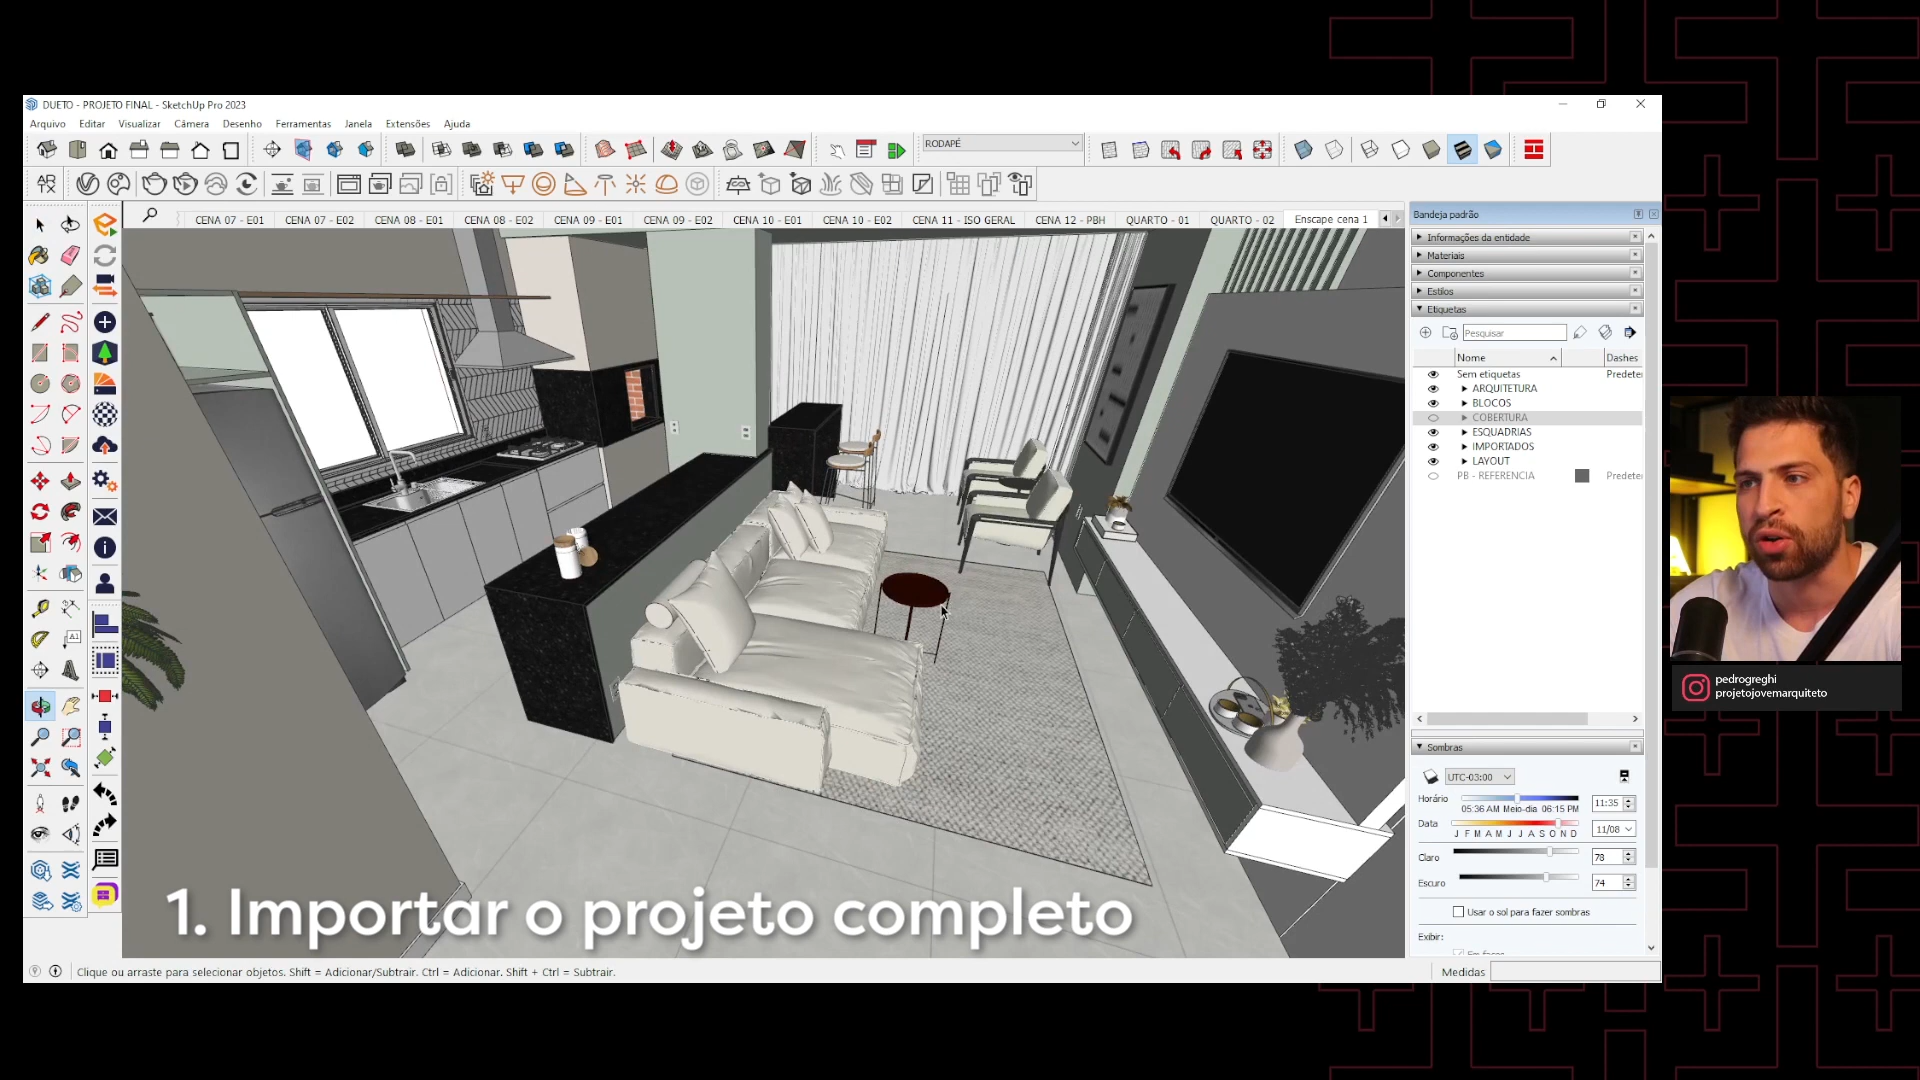 DUETO - PROJETO FINAL - SketchUp Pro 2023
Arquivo Editar Visualizar Câmera Desenho Ferramentas Janela Extensões Ajuda
RODAPÉ
CENA 07 - E01 CENA 07 - E02 CENA 08 - E01 CENA 08 - E02 CENA 09 - E01 CENA 09 - E02 CENA 10 - E01 CENA 10 - E02 CENA 11 - ISO GERAL CENA 12 - PBH QUARTO - 01 QUARTO - 02 Enscape cena 1
Bandeja padrão
Informações da entidade
Materiais
Componentes
Estilos
Etiquetas
Pesquisar
Nome Dashes
Sem etiquetas Predete
ARQUITETURA
BLOCOS
COBERTURA
ESQUADRIAS
IMPORTADOS
LAYOUT
PB - REFERENCIA Predete
Sombras
UTC-03:00
Horário 11:35
05:36 AM Meio-dia 06:15 PM
Data 11/08
J F M A M J J A S O N D
Claro 78
Escuro 74
Usar o sol para fazer sombras
Exibir:
1. Importar o projeto completo
Clique ou arraste para selecionar objetos. Shift = Adicionar/Subtrair. Ctrl = Adicionar. Shift + Ctrl = Subtrair.
Medidas
pedrogreghi
projetojovemarquiteto